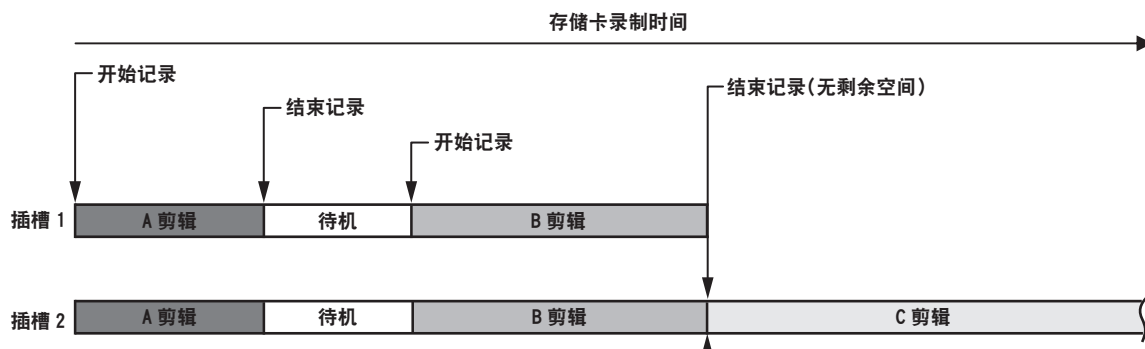 存储卡录制时间
开始记录
结束记录(无剩余空间)
结束记录
开始记录
插槽 1
A 剪辑
待机
B 剪辑
插槽 2
A 剪辑
待机
B 剪辑
C 剪辑